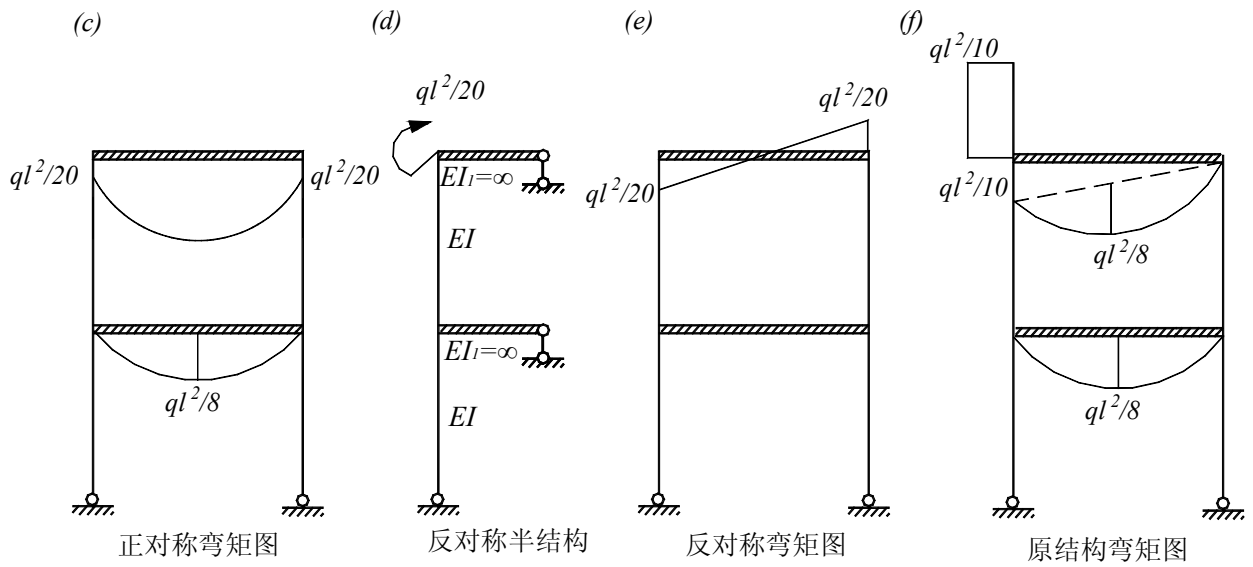 (c)
(d)
(e)
(f)
ql²/10
ql²/20
ql²/20
ql²/20
ql²/20
EI₁=∞
ql²/20
ql²/10
EI
ql²/8
EI₁=∞
ql²/8
EI
ql²/8
正对称弯矩图
反对称半结构
反对称弯矩图
原结构弯矩图